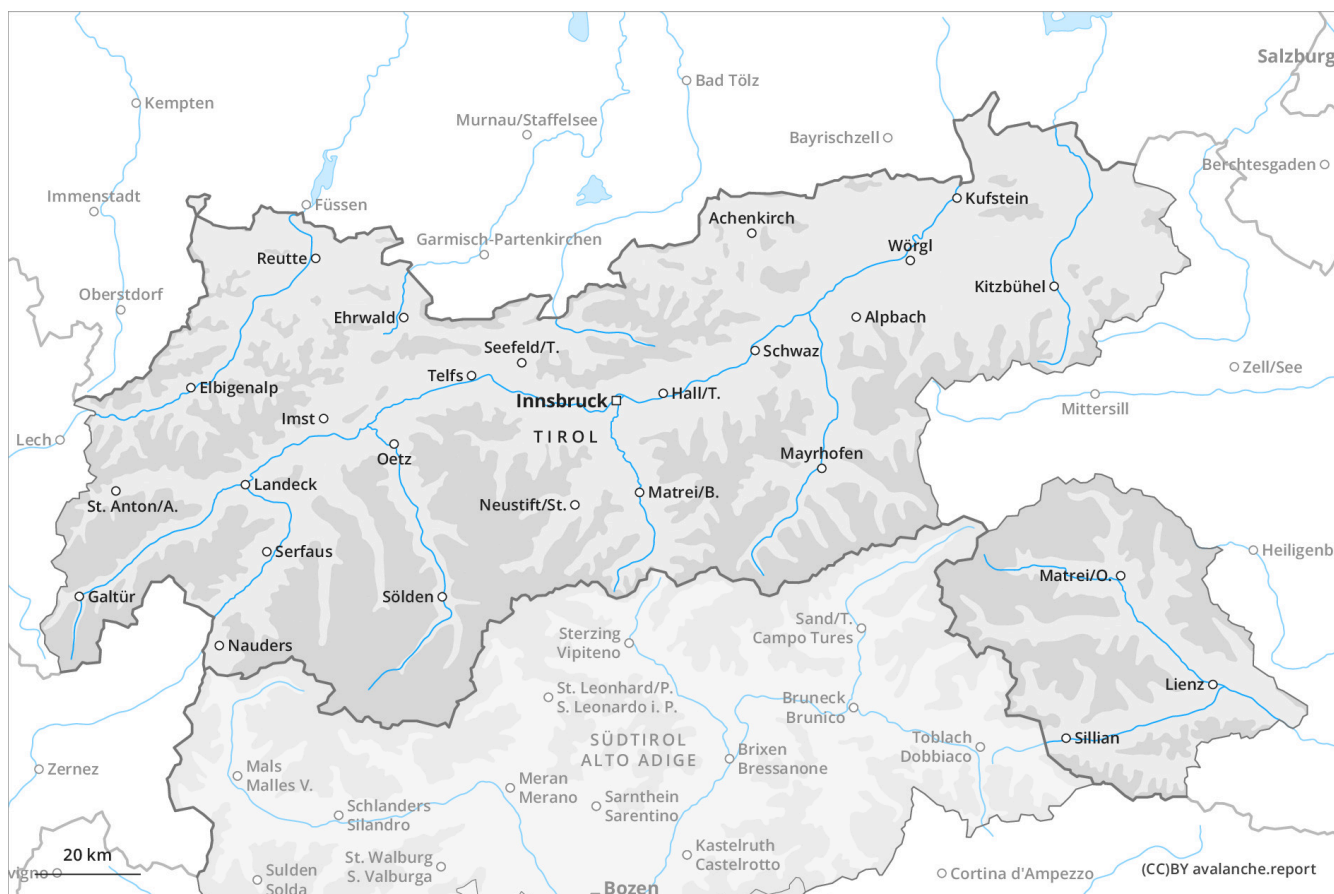 Salzburg
Bad Tölz
Kempten
Murnau/Staffelsee
Bayrischzell
Berchtesgaden
Immenstadt
Füssen
Kufstein
Achenkirch
Garmisch-Partenkirchen
Wörgl
Reutte
Kitzbühel
Oberstdorf
Ehrwald
Alpbach
Seefeld/T.
Schwaz
Zell/See
Telfs
Elbigenalp
Hall/T.
Innsbruck
Mittersill
Imst
TIROL
Lech
Oetz
Mayrhofen
Landeck
Matrei/B.
St. Anton/A.
Neustift/St.
Serfaus
Heiligenb
Matrei/O.
Galtür
Sölden
Sand/T.
Campo Tures
Sterzing
Vipiteno
Nauders
Lienz
St. Leonhard/P.
S. Leonardo i. P.
Bruneck
Brunico
Sillian
SÜDTIROL
ALTO ADIGE
Toblach
Dobbiaco
Brixen
Bressanone
Zernez
Mals
Malles V.
Meran
Merano
Schlanders
Silandro
Sarnthein
Sarentino
Kastelruth
Castelrotto
20 km
St. Walburg
S. Valburga
vigno
Sulden
Solda
Cortina d'Ampezzo
(CC)BY avalanche.report
Bozen